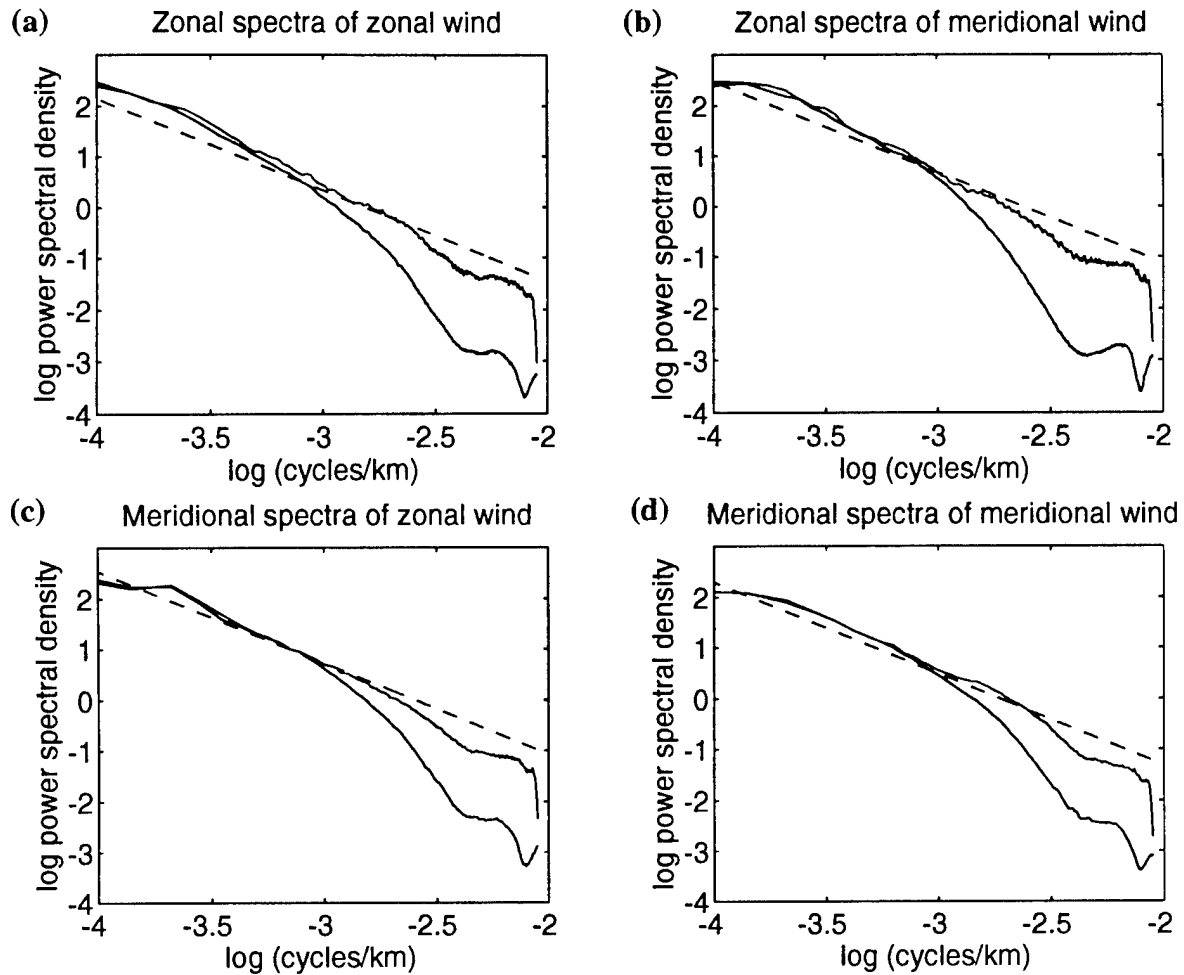 (a) Zonal spectra of zonal wind
log power spectral density
2
1
0
-1
-2
-3
-4
-4 -3.5 -3 -2.5 -2
log (cycles/km)
(b) Zonal spectra of meridional wind
log power spectral density
2
1
0
-1
-2
-3
-4
-4 -3.5 -3 -2.5 -2
log (cycles/km)
(c) Meridional spectra of zonal wind
log power spectral density
2
1
0
-1
-2
-3
-4
-4 -3.5 -3 -2.5 -2
log (cycles/km)
(d) Meridional spectra of meridional wind
log power spectral density
2
1
0
-1
-2
-3
-4
-4 -3.5 -3 -2.5 -2
log (cycles/km)